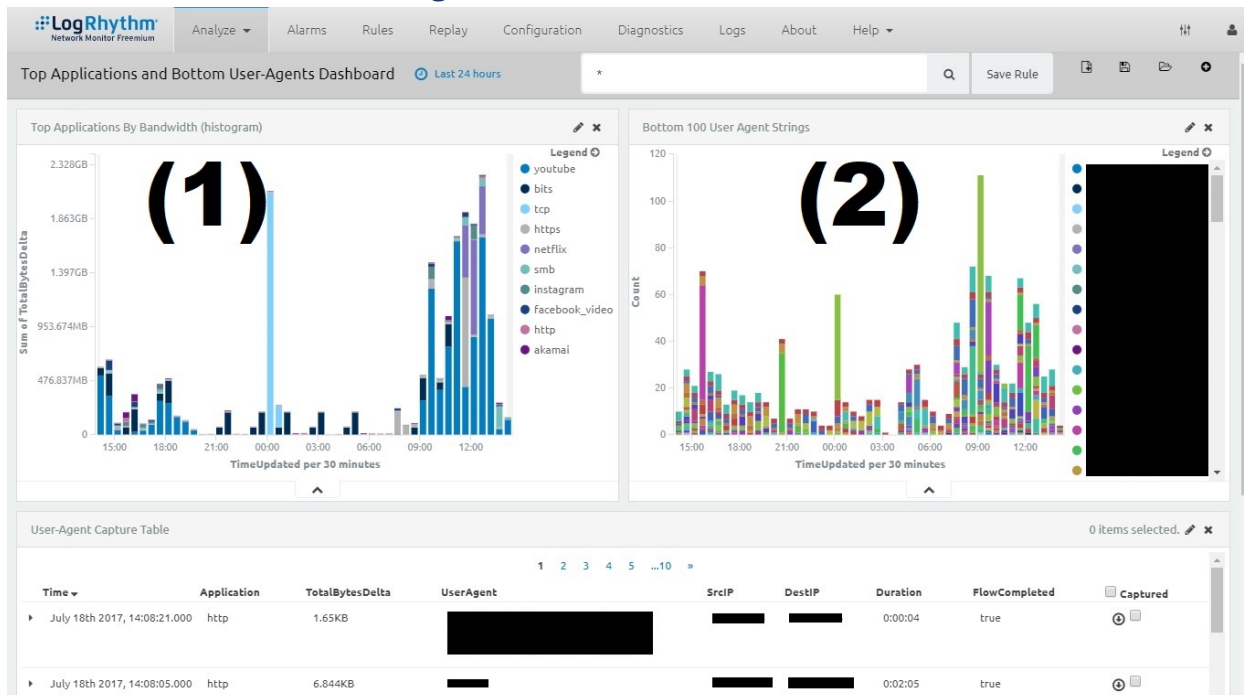 LogRhythm
Network Monitor Freemium
Analyze Alarms Rules Replay Configuration Diagnostics Logs About Help
Top Applications and Bottom User-Agents Dashboard Last 24 hours * Save Rule
Top Applications By Bandwidth (histogram)
(1)
Legend
Sum of TotalBytesDelta
2.328GB
1.863GB
1.397GB
953.674MB
476.837MB
0
15:00 18:00 21:00 00:00 03:00 06:00 09:00 12:00
TimeUpdated per 30 minutes
youtube
bits
tcp
https
netflix
smb
instagram
facebook_video
http
akamai
Bottom 100 User Agent Strings
(2)
Legend
Count
120
100
80
60
40
20
0
15:00 18:00 21:00 00:00 03:00 06:00 09:00 12:00
TimeUpdated per 30 minutes
User-Agent Capture Table 0 items selected.
1 2 3 4 5 ...10 »
Time Application TotalBytesDelta UserAgent SrcIP DestIP Duration FlowCompleted Captured
July 18th 2017, 14:08:21.000 http 1.65KB 0:00:04 true
July 18th 2017, 14:08:05.000 http 6.844KB 0:02:05 true